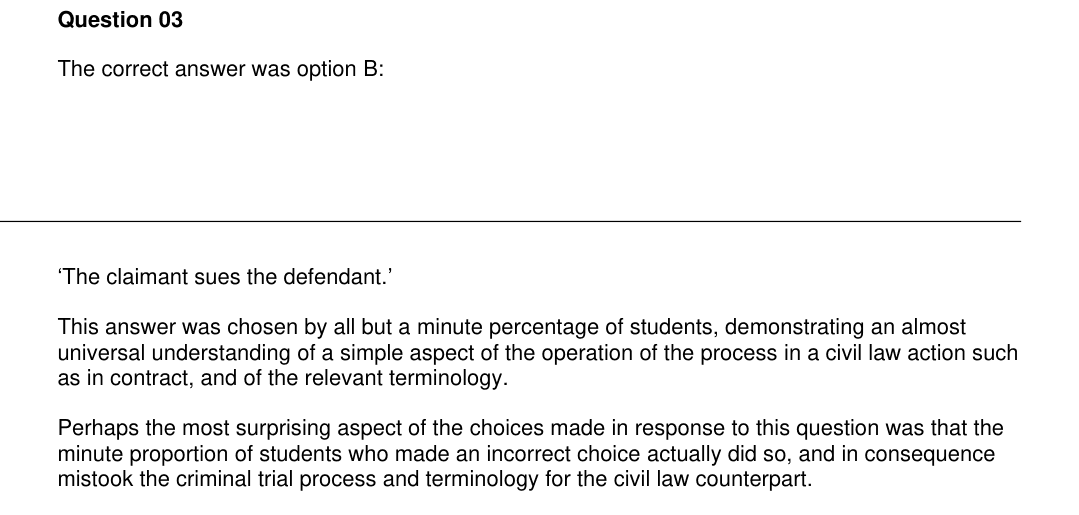 Question 03
The correct answer was option B:
‘The claimant sues the defendant.’
This answer was chosen by all but a minute percentage of students, demonstrating an almost
universal understanding of a simple aspect of the operation of the process in a civil law action such
as in contract, and of the relevant terminology.
Perhaps the most surprising aspect of the choices made in response to this question was that the
minute proportion of students who made an incorrect choice actually did so, and in consequence
mistook the criminal trial process and terminology for the civil law counterpart.